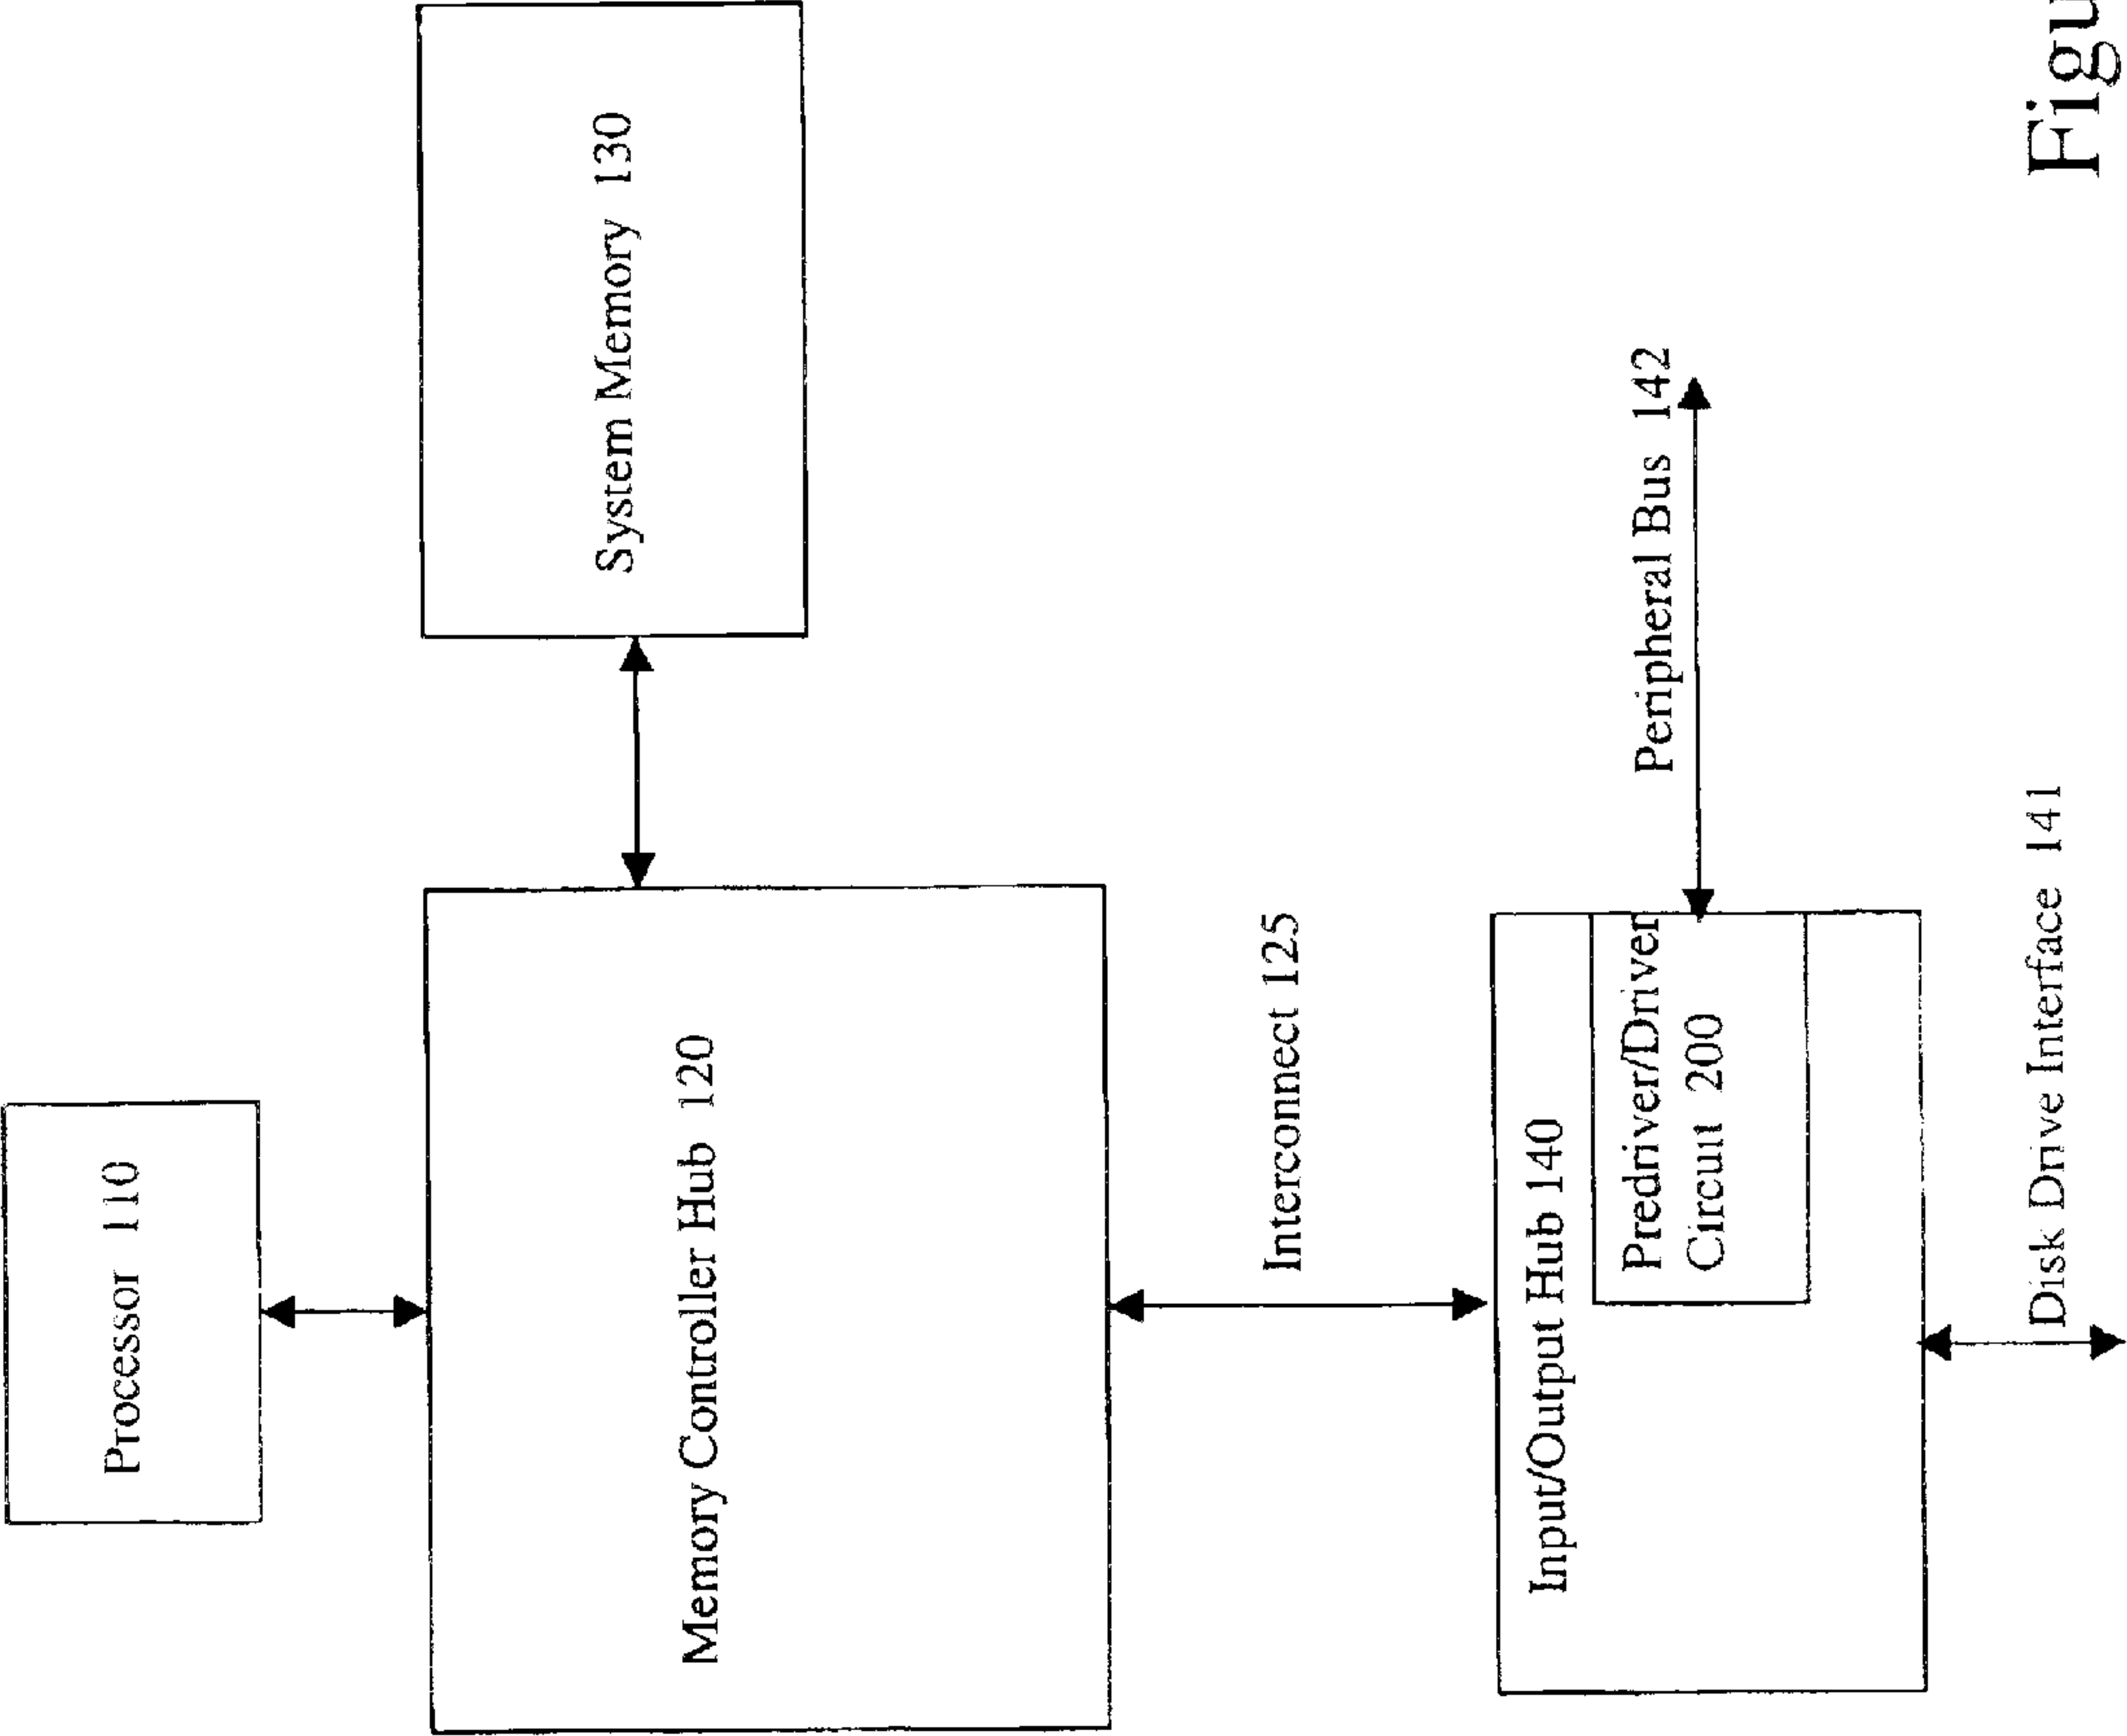 Processor 110
System Memory 130
Memory Controller Hub 120
Interconnect 125
Input/Output Hub 140
Predriver/Driver
Circuit 200
Peripheral Bus 142
Disk Drive Interface 141